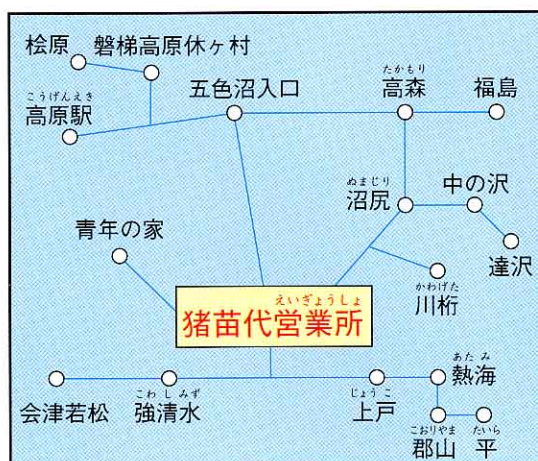 桧原
磐梯高原休ヶ村
こうげんえき
高原駅
五色沼入口
たかもり
高森
福島
ぬまじり
沼尻
中の沢
達沢
かわげた
川桁
青年の家
えいぎょうしょ
猪苗代営業所
会津若松
こわしみず
強清水
じょうこ
上戸
あたみ
熱海
こおりやま
郡山
たいら
平